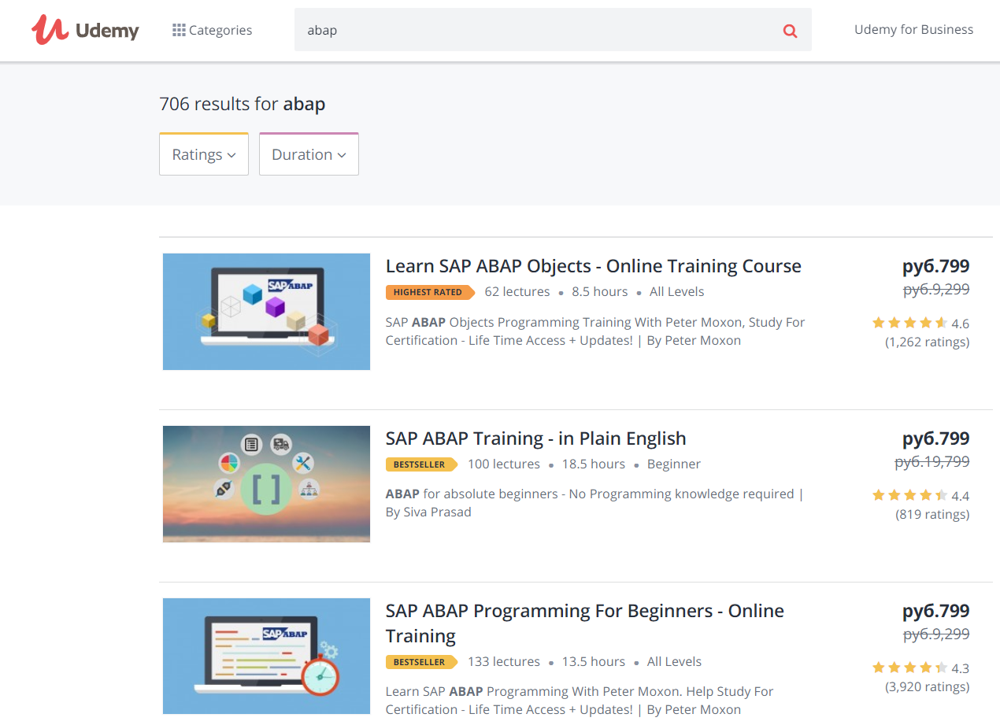 Udemy
Categories
abap
Udemy for Business
706 results for abap
Ratings
Duration
SAP ABAP
Learn SAP ABAP Objects - Online Training Course
руб.799
HIGHEST RATED 62 lectures • 8.5 hours • All Levels
руб.9,299
SAP ABAP Objects Programming Training With Peter Moxon, Study For
4.6
Certification - Life Time Access + Updates! | By Peter Moxon
(1,262 ratings)
[ ]
SAP ABAP Training - in Plain English
руб.799
BESTSELLER 100 lectures • 18.5 hours • Beginner
руб.19,799
ABAP for absolute beginners - No Programming knowledge required |
4.4
By Siva Prasad
(819 ratings)
SAP ABAP
SAP ABAP Programming For Beginners - Online
руб.799
Training
руб.9,299
BESTSELLER 133 lectures • 13.5 hours • All Levels
4.3
Learn SAP ABAP Programming With Peter Moxon. Help Study For
(3,920 ratings)
Certification - Life Time Access + Updates! | By Peter Moxon